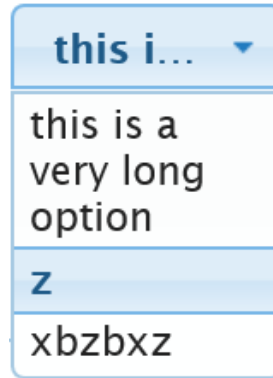 this i...
this is a
very long
option
z
xbzbxz